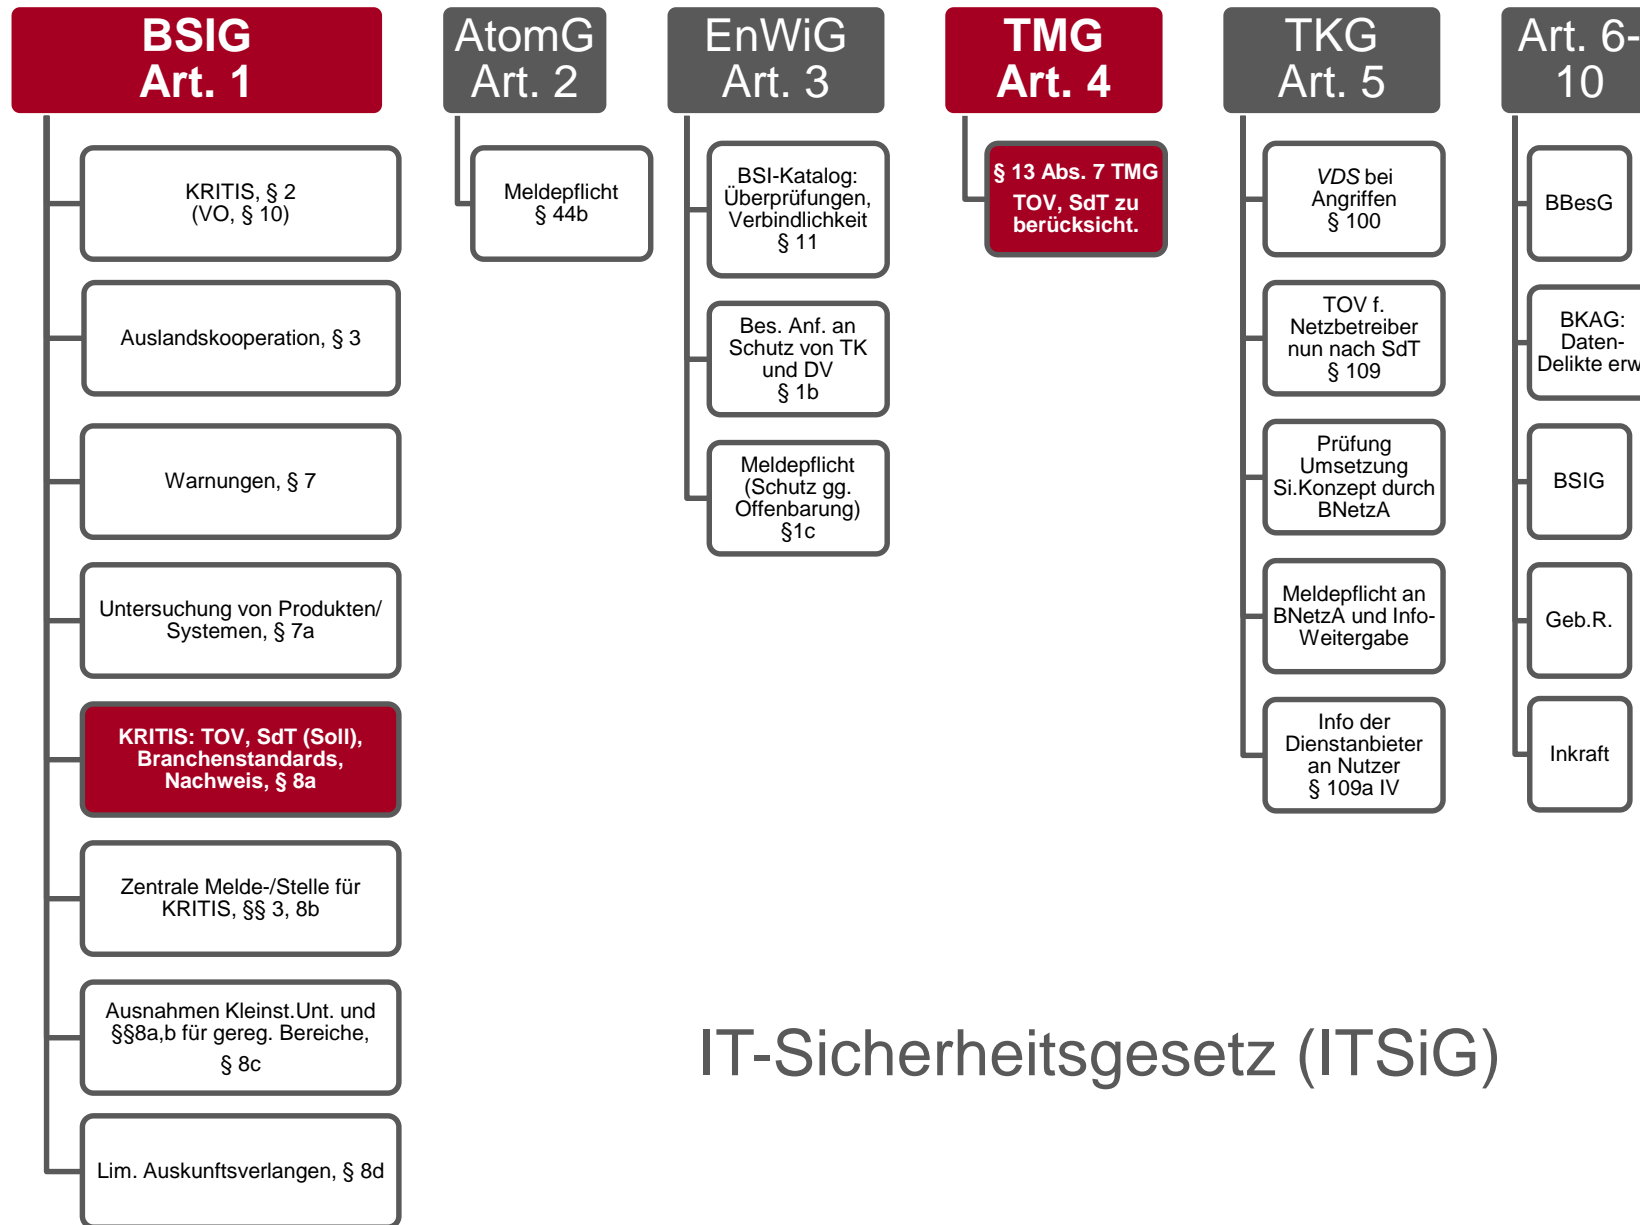 BSIG
Art. 1
KRITIS, § 2
(VO, § 10)
Auslandskooperation, § 3
Warnungen, § 7
Untersuchung von Produkten/
Systemen, § 7a
KRITIS: TOV, SdT (Soll),
Branchenstandards,
Nachweis, § 8a
Zentrale Melde-/Stelle für
KRITIS, §§ 3, 8b
Ausnahmen Kleinst.Unt. und
§§8a,b für gereg. Bereiche,
§ 8c
Lim. Auskunftsverlangen, § 8d
AtomG
Art. 2
Meldepflicht
§ 44b
EnWiG
Art. 3
BSI-Katalog:
Überprüfungen,
Verbindlichkeit
§ 11
Bes. Anf. an
Schutz von TK
und DV
§ 1b
Meldepflicht
(Schutz gg.
Offenbarung)
§1c
TMG
Art. 4
§ 13 Abs. 7 TMG
TOV, SdT zu
berücksicht.
TKG
Art. 5
VDS bei
Angriffen
§ 100
TOV f.
Netzbetreiber
nun nach SdT
§ 109
Prüfung
Umsetzung
Si.Konzept durch
BNetzA
Meldepflicht an
BNetzA und Info-
Weitergabe
Info der
Dienstanbieter
an Nutzer
§ 109a IV
Art. 6-
10
BBesG
BKAG:
Daten-
Delikte erw
BSIG
Geb.R.
Inkraft
IT-Sicherheitsgesetz (ITSiG)